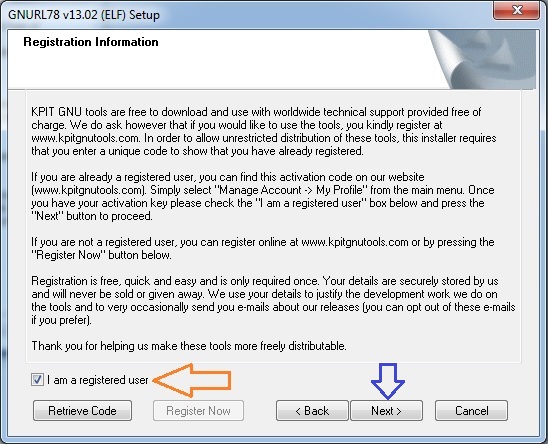 GNURL78 v13.02 (ELF) Setup
Registration Information
KPIT GNU tools are free to download and use with worldwide technical support provided free of
charge. We do ask however that if you would like to use the tools, you kindly register at
www.kpitgnutools.com. In order to allow unrestricted distribution of these tools, this installer requires
that you enter a unique code to show that you have already registered.
If you are already a registered user, you can find this activation code on our website
(www.kpitgnutools.com). Simply select "Manage Account -> My Profile" from the main menu. Once
you have your activation key please check the "I am a registered user" box below and press the
"Next" button to proceed.
If you are not a registered user, you can register online at www.kpitgnutools.com or by pressing the
"Register Now" button below.
Registration is free, quick and easy and is only required once. Your details are securely stored by us
and will never be sold or given away. We use your details to justify the development work we do on
the tools and to very occasionally send you e-mails about our releases (you can opt out of these e-mails
if you prefer).
Thank you for helping us make these tools more freely distributable.
I am a registered user
Retrieve Code
Register Now
< Back
Next >
Cancel